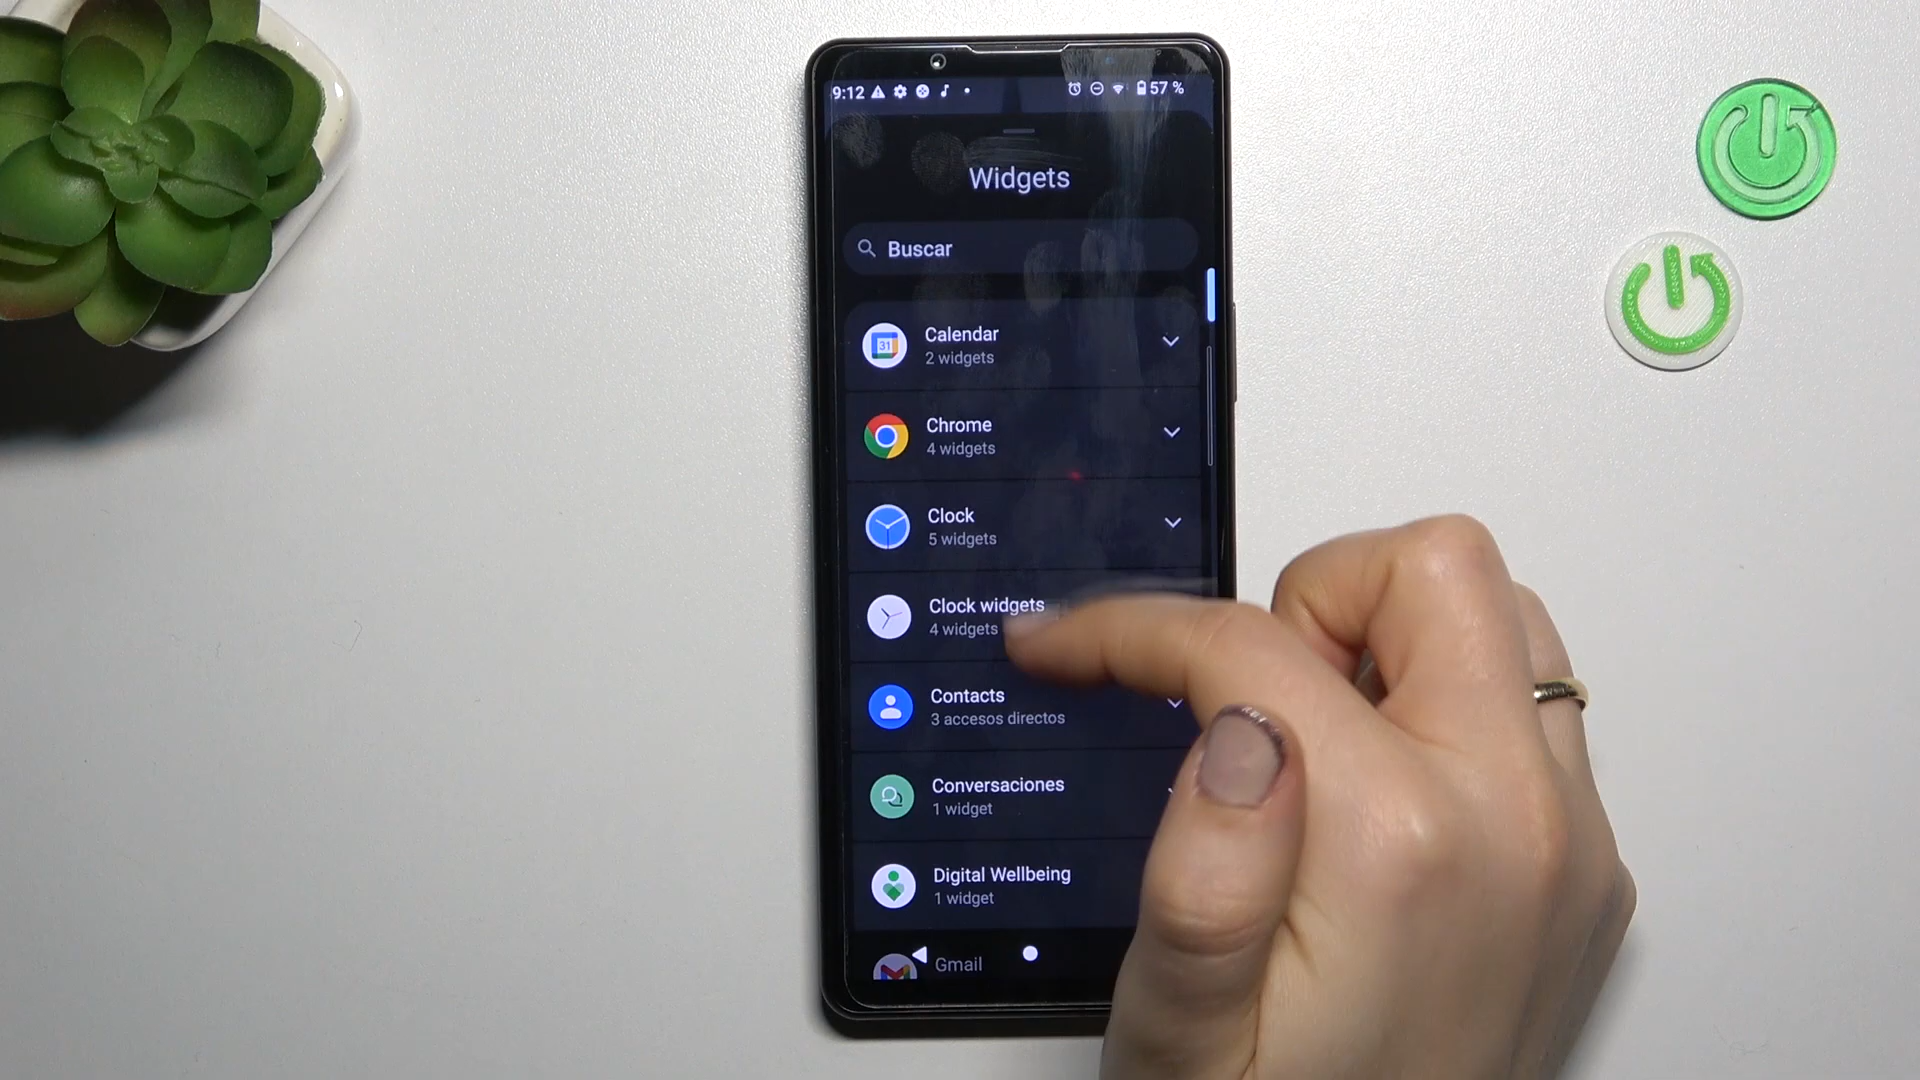 9:12 57 %
Widgets
Buscar
31
Calendar
2 widgets
Chrome
4 widgets
Clock
5 widgets
Clock widgets
4 widgets
Contacts
3 accesos directos
Conversaciones
1 widget
Digital Wellbeing
1 widget
Gmail